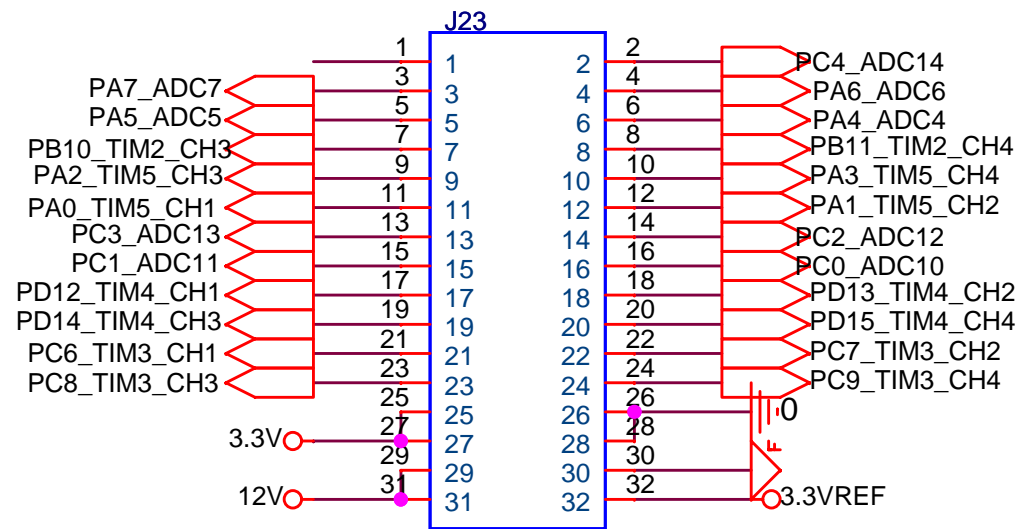 J23
1 1 2 2 PC4_ADC14
PA7_ADC7 3 3 4 4 PA6_ADC6
PA5_ADC5 5 5 6 6 PA4_ADC4
PB10_TIM2_CH3 7 7 8 8 PB11_TIM2_CH4
PA2_TIM5_CH3 9 9 10 10 PA3_TIM5_CH4
PA0_TIM5_CH1 11 11 12 12 PA1_TIM5_CH2
PC3_ADC13 13 13 14 14 PC2_ADC12
PC1_ADC11 15 15 16 16 PC0_ADC10
PD12_TIM4_CH1 17 17 18 18 PD13_TIM4_CH2
PD14_TIM4_CH3 19 19 20 20 PD15_TIM4_CH4
PC6_TIM3_CH1 21 21 22 22 PC7_TIM3_CH2
PC8_TIM3_CH3 23 23 24 24 PC9_TIM3_CH4
25 25 26 26 0
3.3V 27 27 28 28
29 29 30 30 F
12V 31 31 32 32 3.3VREF